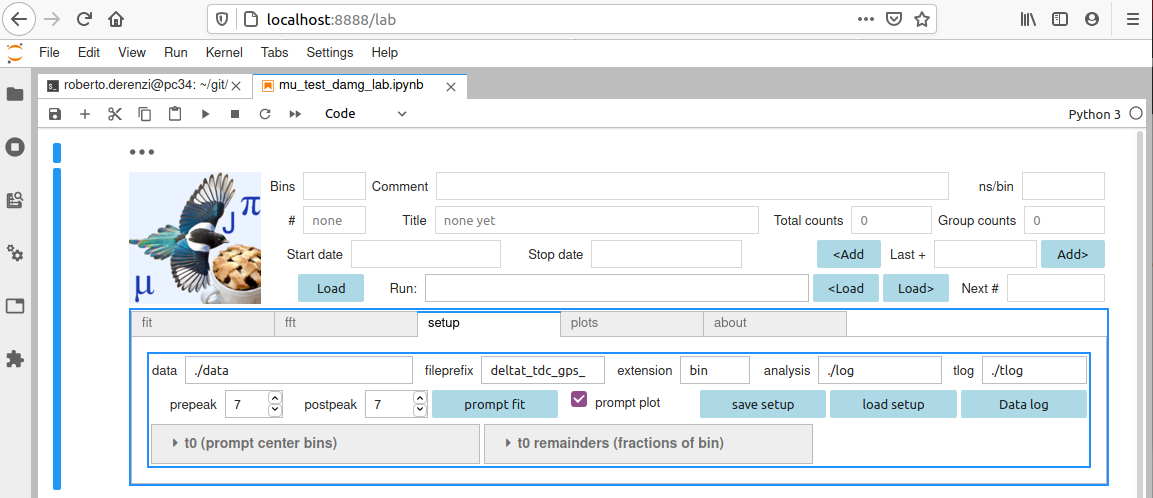 localhost:8888/lab
File Edit View Run Kernel Tabs Settings Help
roberto.derenzi@pc34: ~/git/ mu_test_damg_lab.ipynb
Code Python 3
Bins Comment ns/bin
# none Title none yet Total counts 0 Group counts 0
Start date Stop date <Add Last + Add>
Load Run: <Load Load> Next #
μ J π
fit fft setup plots about
data ./data fileprefix deltat_tdc_gps_ extension bin analysis ./log tlog ./tlog
prepeak 7 postpeak 7 prompt fit prompt plot save setup load setup Data log
t0 (prompt center bins) t0 remainders (fractions of bin)